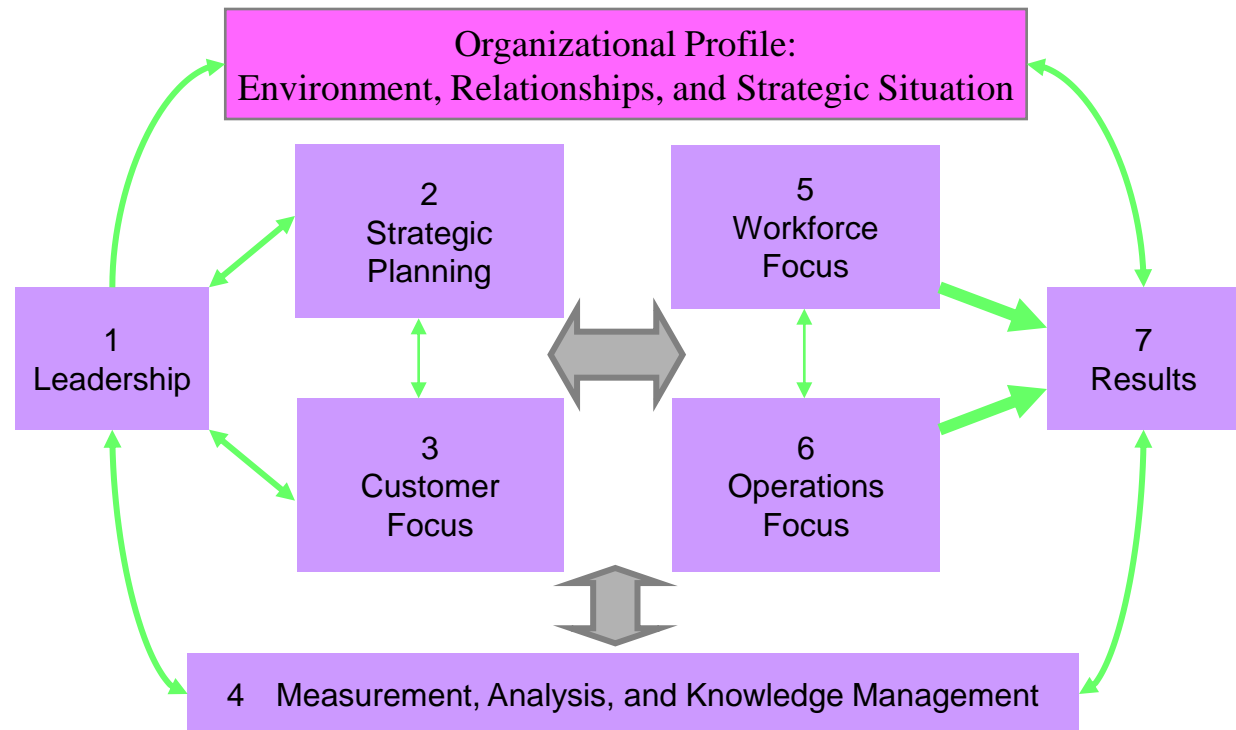 Organizational Profile:
Environment, Relationships, and Strategic Situation
2
Strategic
Planning
5
Workforce
Focus
1
Leadership
7
Results
3
Customer
Focus
6
Operations
Focus
4 Measurement, Analysis, and Knowledge Management